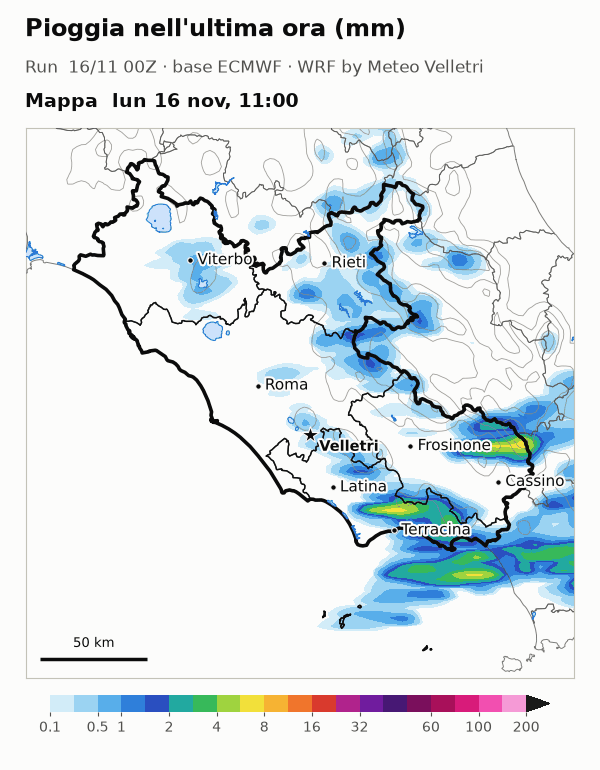 Pioggia nell'ultima ora (mm)
Run 16/11 00Z · base ECMWF · WRF by Meteo Velletri
Mappa lun 16 nov, 11:00
Viterbo
Rieti
Roma
Velletri
Frosinone
Latina
Cassino
Terracina
50 km
0.1 0.5 1 2 4 8 16 32 60 100 200